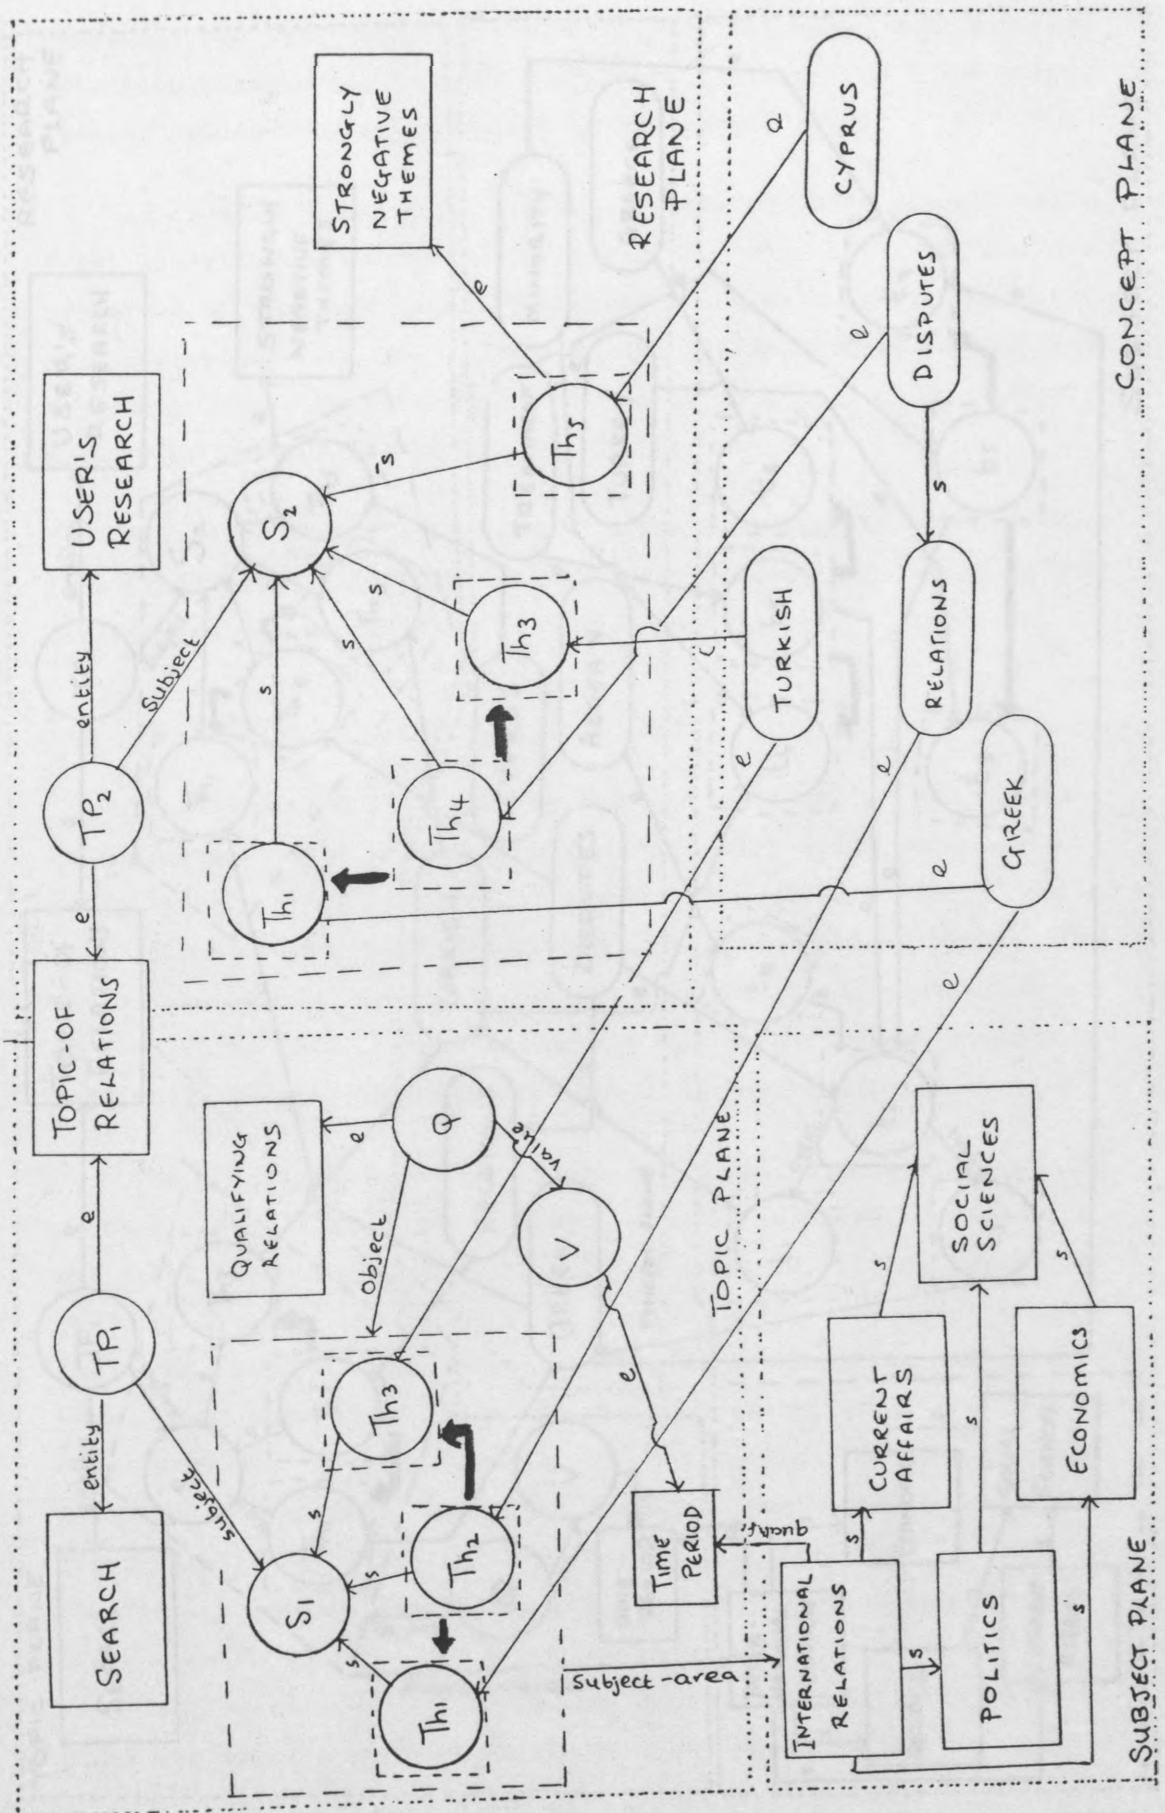 SEARCH
entity
TP1
e
TOPIC-OF
RELATIONS
e
TP2
entity
USER'S
RESEARCH
subject
Subject
S1
s
s
s
Th1
Th2
Th3
QUALIFYING
RELATIONS
e
Q
Object
value
V
e
TIME
PERIOD
TOPIC PLANE
Th1
s
S2
Th4
s
Th3
s
Th5
¯s
e
STRONGLY
NEGATIVE
THEMES
RESEARCH
PLANE
subject-area
quaf
INTERNATIONAL
RELATIONS
s
s
s
CURRENT
AFFAIRS
s
POLITICS
s
ECONOMICS
s
SOCIAL
SCIENCES
SUBJECT PLANE
e
e
e
e
e
e
GREEK
TURKISH
RELATIONS
s
DISPUTES
CYPRUS
CONCEPT PLANE